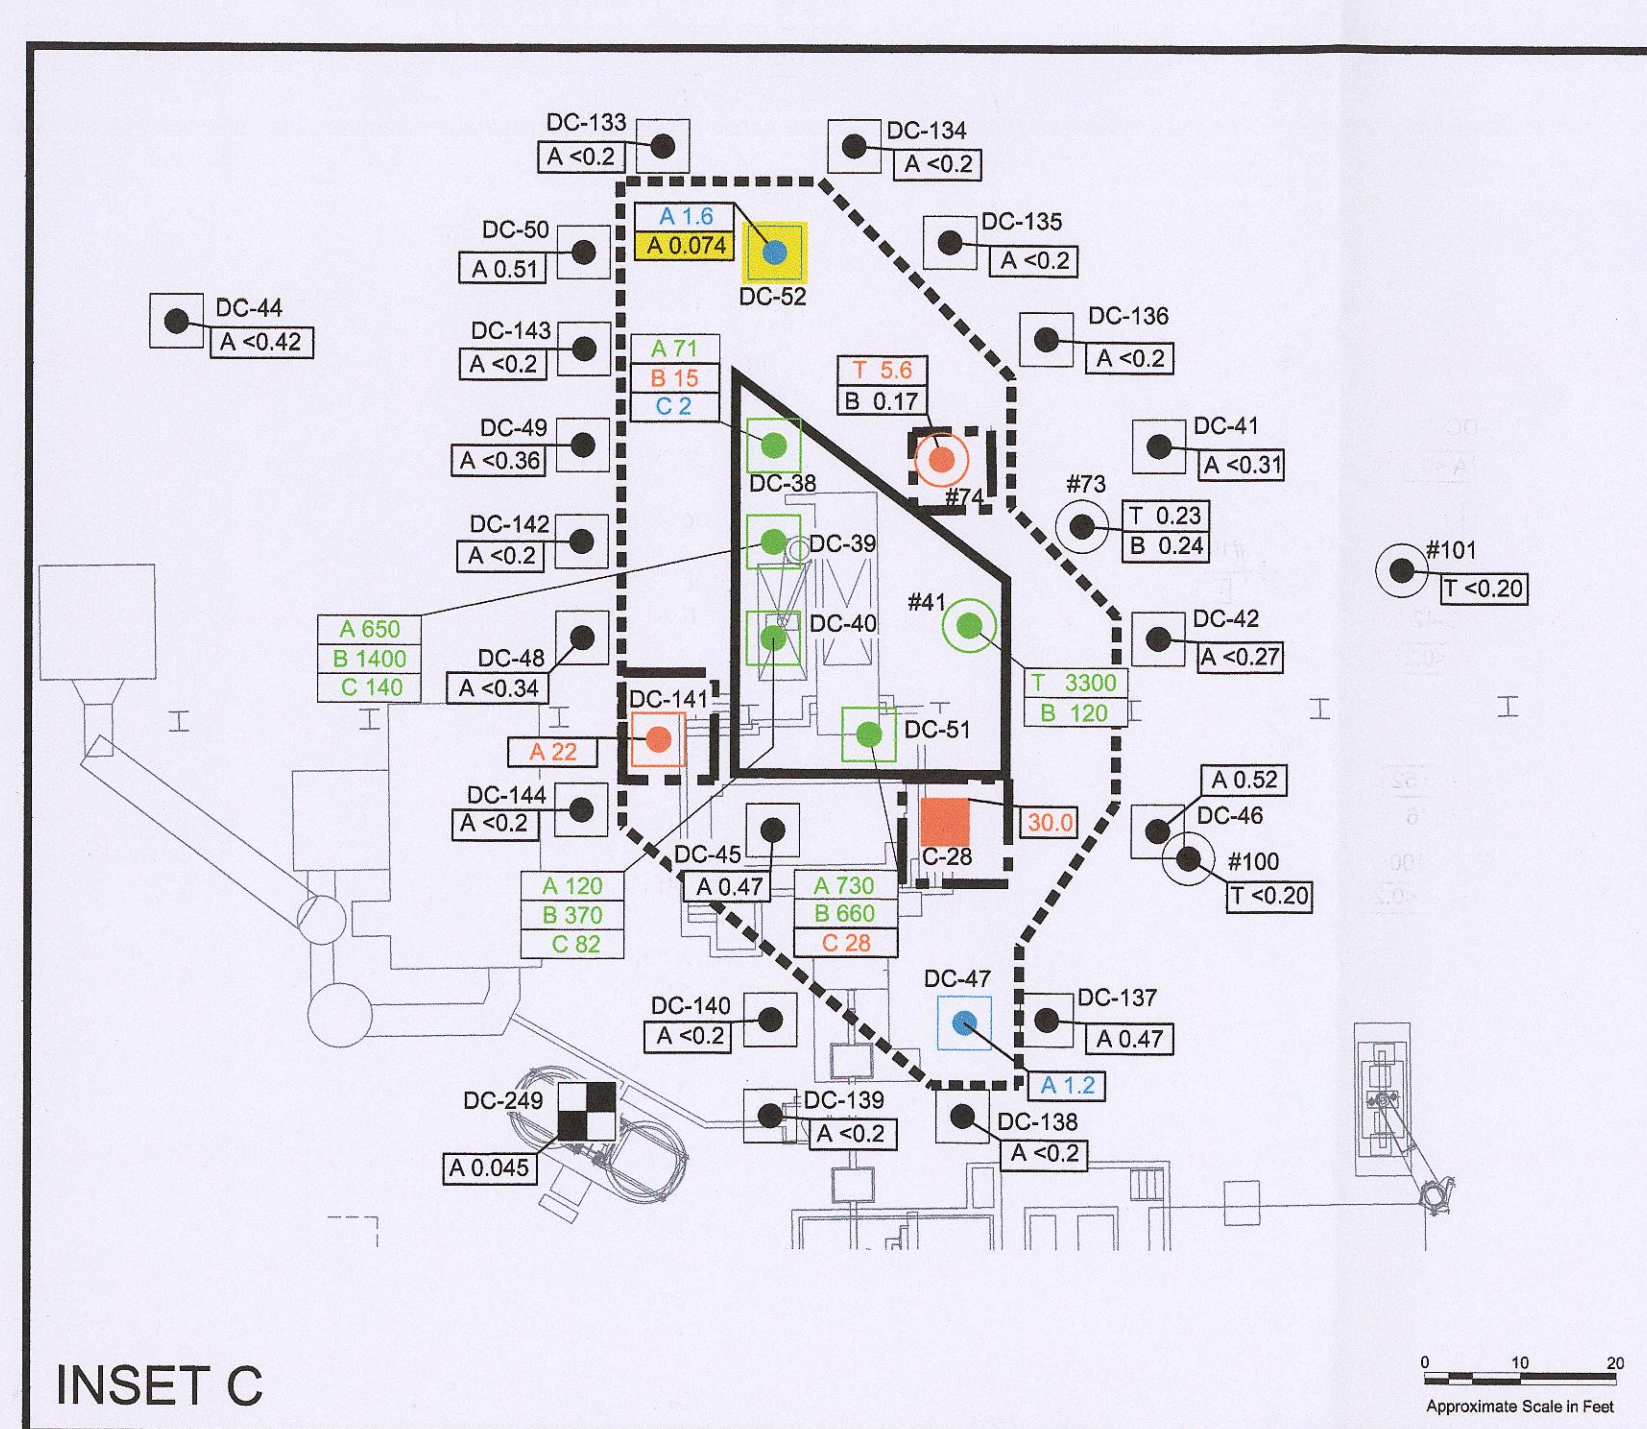 DC-133
A <0.2
DC-134
A <0.2
DC-50
A 0.51
A 1.6
A 0.074
DC-52
DC-135
A <0.2
DC-44
A <0.42
DC-143
A <0.2
A 71
B 15
C 2
DC-136
A <0.2
T 5.6
B 0.17
#74
DC-49
A <0.36
DC-38
DC-41
A <0.31
#73
T 0.23
B 0.24
DC-142
A <0.2
DC-39
#101
T <0.20
A 650
B 1400
C 140
DC-40
#41
DC-42
A <0.27
DC-48
A <0.34
T 3300
B 120
DC-141
A 22
DC-51
DC-144
A <0.2
A 0.52
DC-46
30.0
C-28
DC-45
A 0.47
#100
T <0.20
A 120
B 370
C 82
A 730
B 660
C 28
DC-47
A 1.2
DC-137
A 0.47
DC-140
A <0.2
DC-249
A 0.045
DC-139
A <0.2
DC-138
A <0.2
INSET C
0 10 20
Approximate Scale in Feet